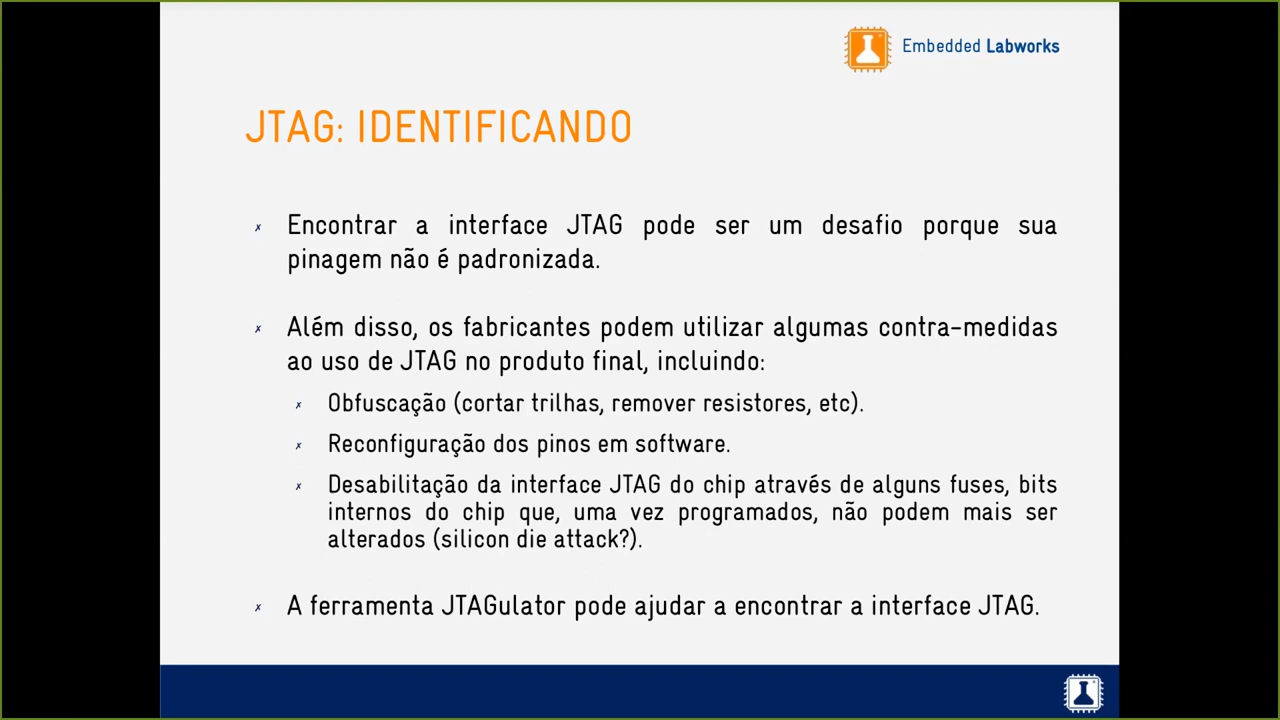 Embedded Labworks
JTAG: IDENTIFICANDO
✗ Encontrar a interface JTAG pode ser um desafio porque sua
pinagem não é padronizada.
✗ Além disso, os fabricantes podem utilizar algumas contra-medidas
ao uso de JTAG no produto final, incluindo:
✗ Obfuscação (cortar trilhas, remover resistores, etc).
✗ Reconfiguração dos pinos em software.
✗ Desabilitação da interface JTAG do chip através de alguns fuses, bits
internos do chip que, uma vez programados, não podem mais ser
alterados (silicon die attack?).
✗ A ferramenta JTAGulator pode ajudar a encontrar a interface JTAG.